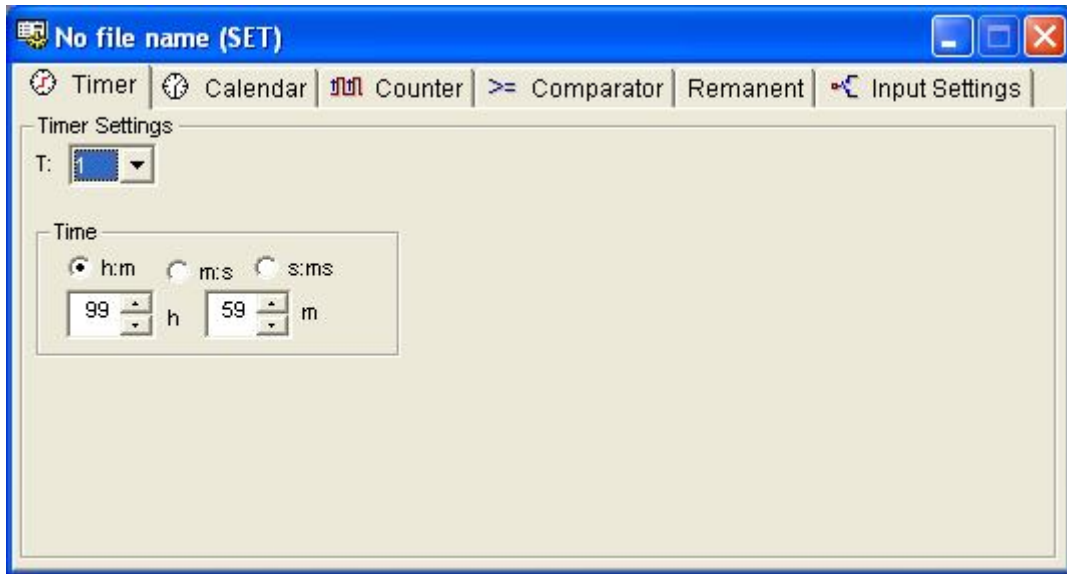 No file name (SET)
Timer Calendar Counter >= Comparator Remanent Input Settings
Timer Settings
T: 1
Time
h:m m:s s:ms
99 h 59 m